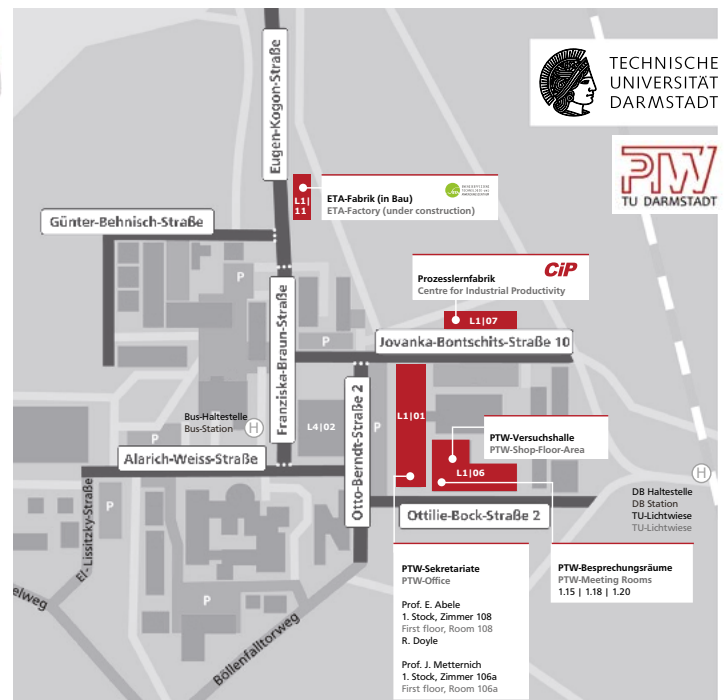 Eugen-Kogon-Straße
TECHNISCHE
UNIVERSITÄT
DARMSTADT
PTW
TU DARMSTADT
L1|
11
ETA-Fabrik (in Bau)
ETA-Factory (under construction)
Günter-Behnisch-Straße
P
Prozesslernfabrik
CiP
Centre for Industrial Productivity
L1|07
Franziska-Braun-Straße
P
Jovanka-Bontschits-Straße 10
Otto-Berndt-Straße 2
L1|01
L4|02
P
Bus-Haltestelle
Bus-Station
H
P
Alarich-Weiss-Straße
PTW-Versuchshalle
PTW-Shop-Floor-Area
L1|06
H
DB Haltestelle
DB Station
TU-Lichtwiese
TU-Lichtwiese
El-Lissitzky-Straße
P
Ottilie-Bock-Straße 2
PTW-Sekretariate
PTW-Office
Prof. E. Abele
1. Stock, Zimmer 108
First floor, Room 108
R. Doyle
Prof. J. Metternich
1. Stock, Zimmer 106a
First floor, Room 106a
PTW-Besprechungsräume
PTW-Meeting Rooms
1.15 | 1.18 | 1.20
elweg
P
Böllenfalltorweg